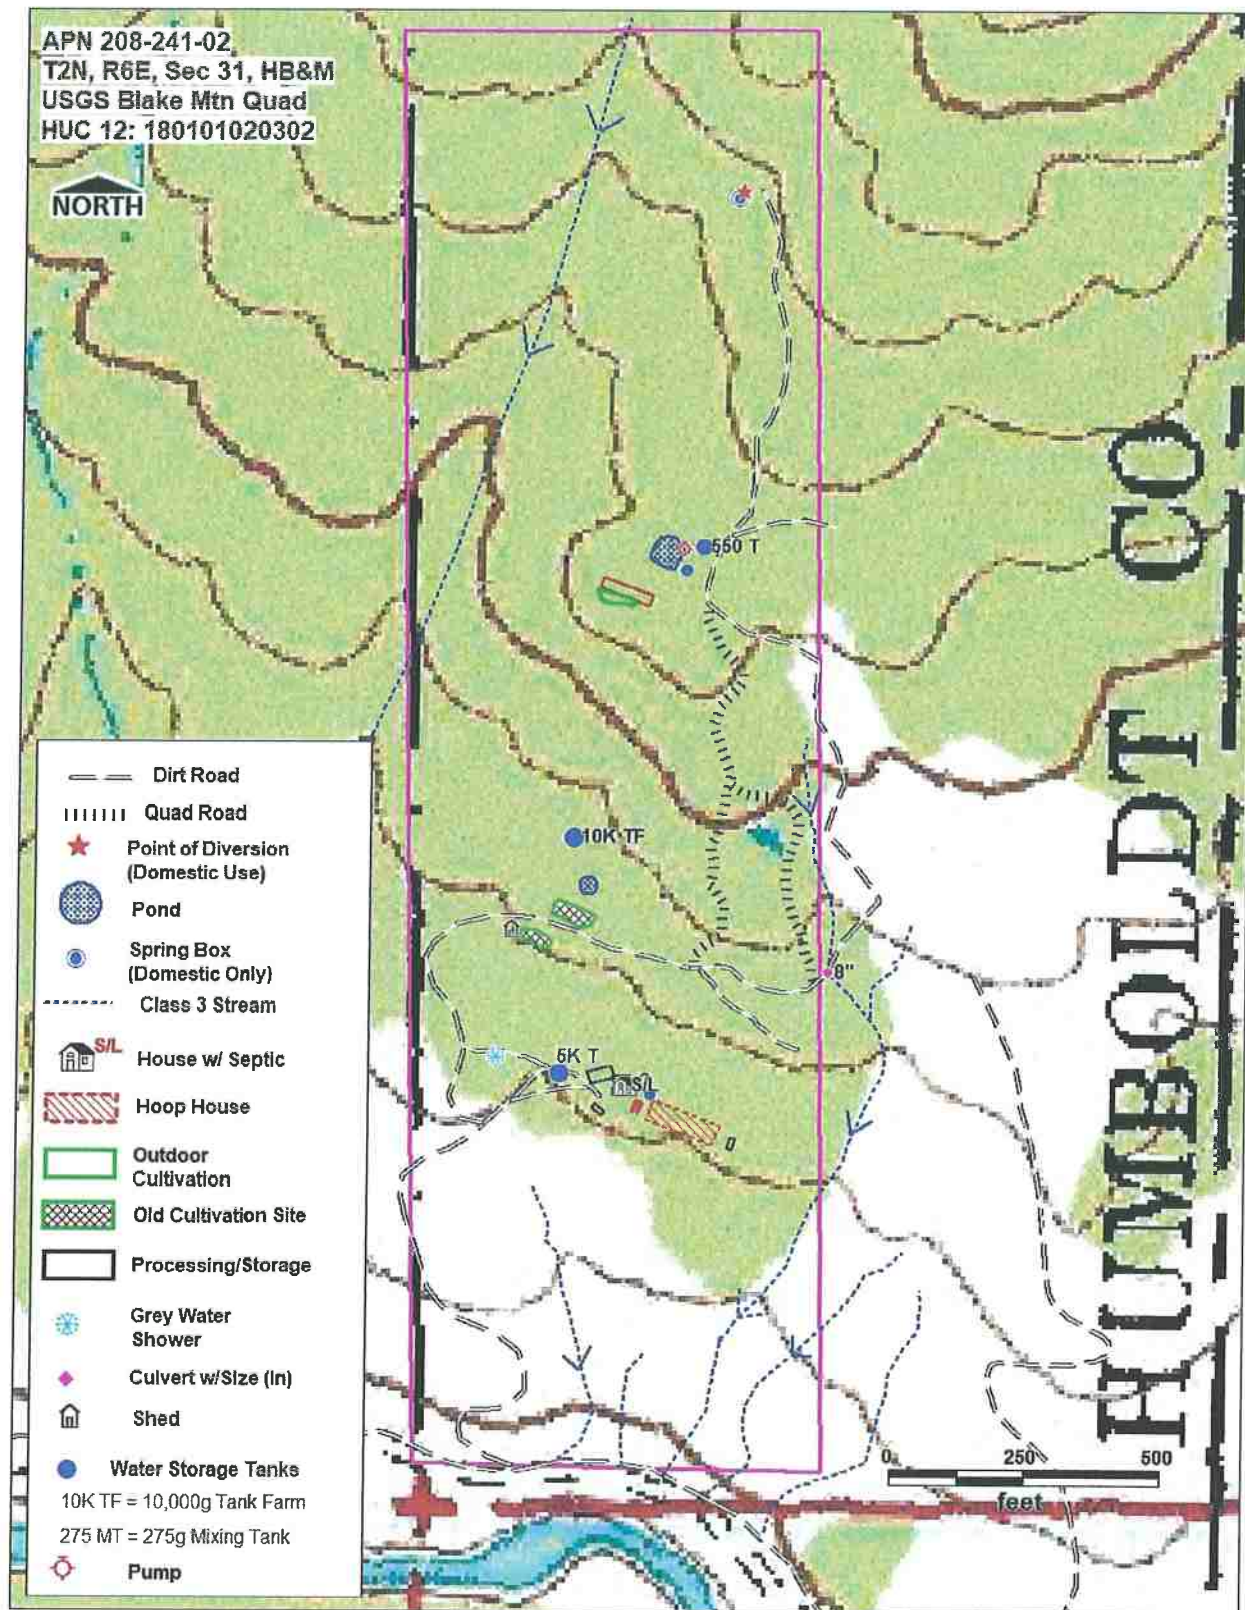 APN 208-241-02,
T2N, R6E, Sec 31, HB&M
USGS Blake Mtn Quad
HUC 12: 180101020302
NORTH
550 T
10K TF
8"
5K T
S/L
HUMBOLDT CO
Dirt Road
Quad Road
Point of Diversion
(Domestic Use)
Pond
Spring Box
(Domestic Only)
Class 3 Stream
S/L
House w/ Septic
Hoop House
Outdoor
Cultivation
Old Cultivation Site
Processing/Storage
Grey Water
Shower
Culvert w/Size (in)
Shed
Water Storage Tanks
10K TF = 10,000g Tank Farm
275 MT = 275g Mixing Tank
Pump
0 250 500
feet